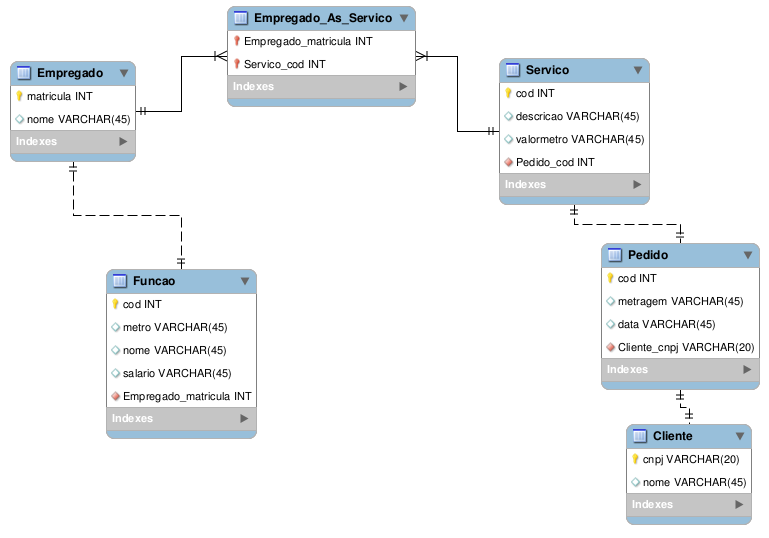 Empregado_As_Servico
Empregado_matricula INT
Servico_cod INT
Indexes
Empregado
matricula INT
nome VARCHAR(45)
Indexes
Servico
cod INT
descricao VARCHAR(45)
valormetro VARCHAR(45)
Pedido_cod INT
Indexes
Funcao
cod INT
metro VARCHAR(45)
nome VARCHAR(45)
salario VARCHAR(45)
Empregado_matricula INT
Indexes
Pedido
cod INT
metragem VARCHAR(45)
data VARCHAR(45)
Cliente_cnpj VARCHAR(20)
Indexes
Cliente
cnpj VARCHAR(20)
nome VARCHAR(45)
Indexes